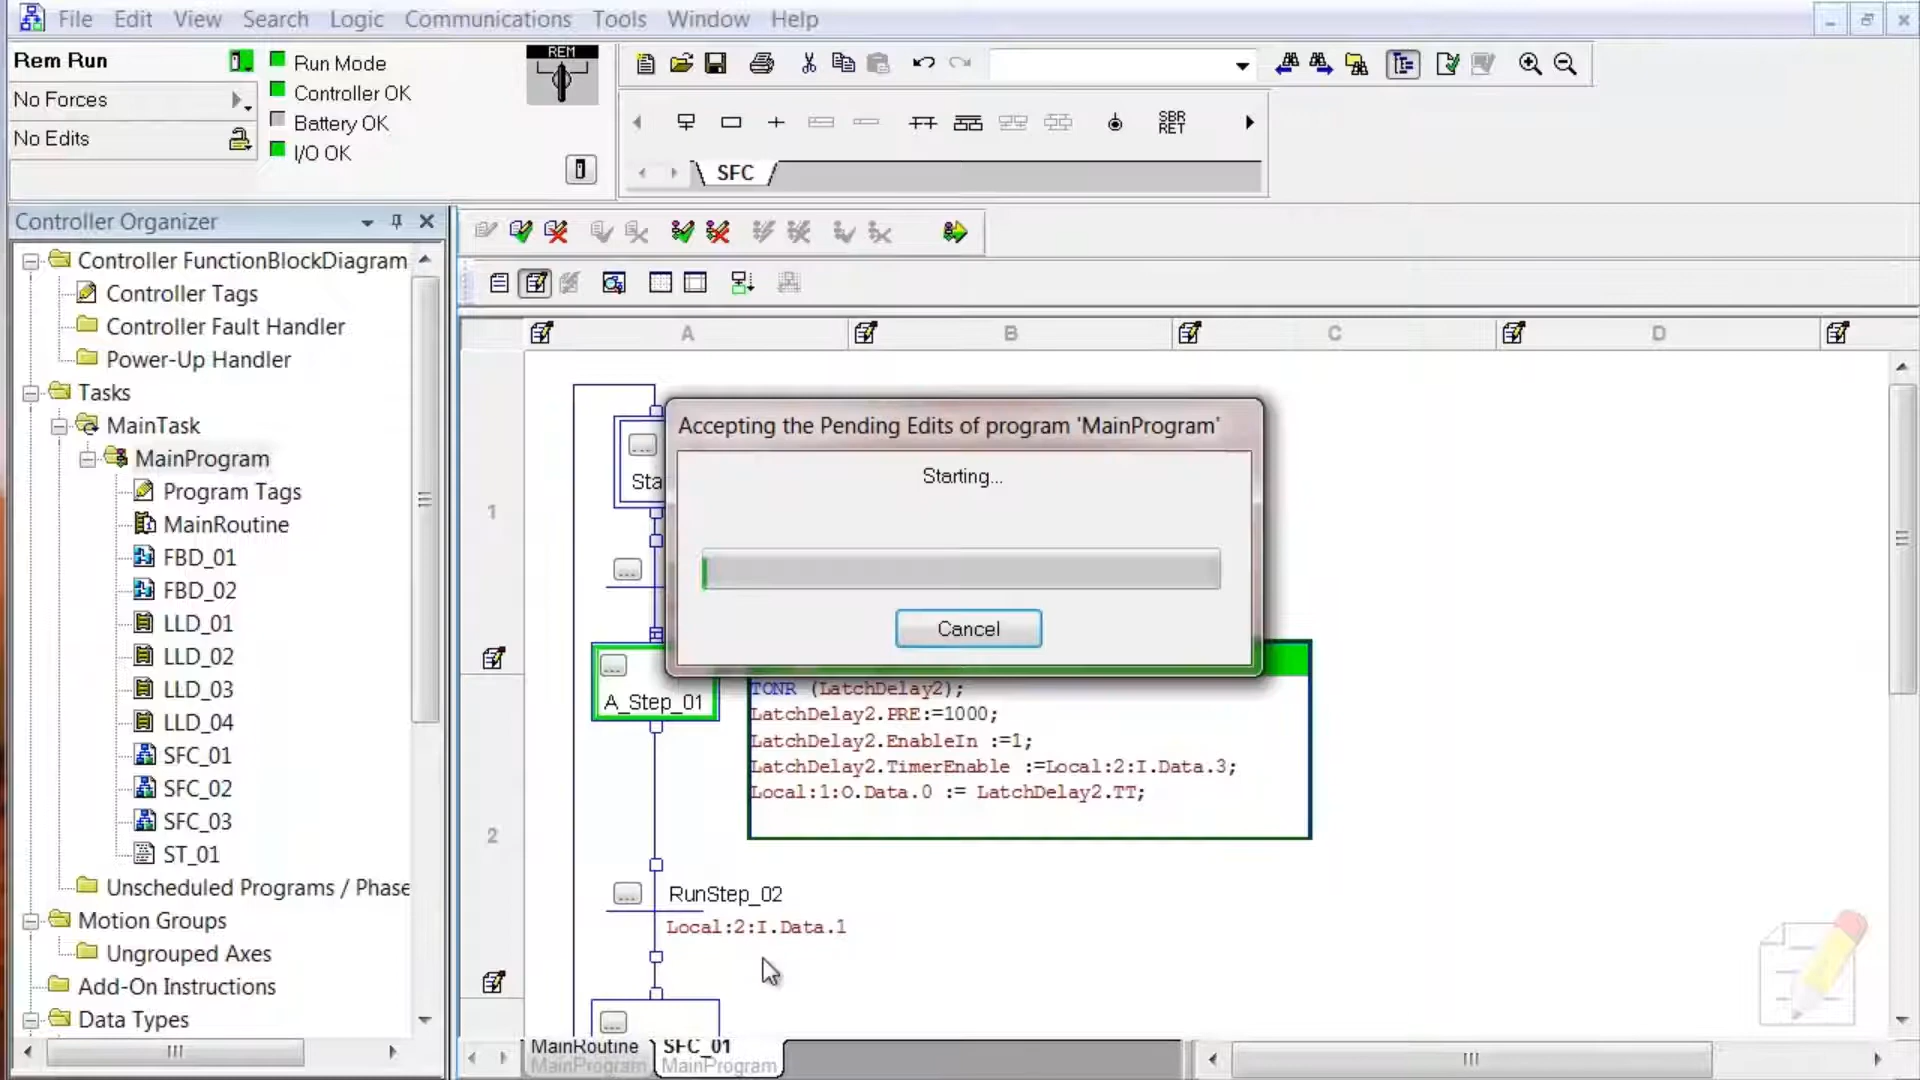 File Edit View Search Logic Communications Tools Window Help
Rem Run
No Forces
No Edits
Run Mode
Controller OK
Battery OK
I/O OK
REM
SBR
RET
SFC
Controller Organizer
Controller FunctionBlockDiagram
Controller Tags
Controller Fault Handler
Power-Up Handler
Tasks
MainTask
MainProgram
Program Tags
MainRoutine
FBD_01
FBD_02
LLD_01
LLD_02
LLD_03
LLD_04
SFC_01
SFC_02
SFC_03
ST_01
Unscheduled Programs / Phase
Motion Groups
Ungrouped Axes
Add-On Instructions
Data Types
A B C D
1
2
Sta
Accepting the Pending Edits of program 'MainProgram'
Starting...
Cancel
A_Step_01
TONR (LatchDelay2);
LatchDelay2.PRE:=1000;
LatchDelay2.EnableIn :=1;
LatchDelay2.TimerEnable :=Local:2:I.Data.3;
Local:1:O.Data.0 := LatchDelay2.TT;
RunStep_02
Local:2:I.Data.1
MainRoutine
MainProgram
SFC_01
MainProgram